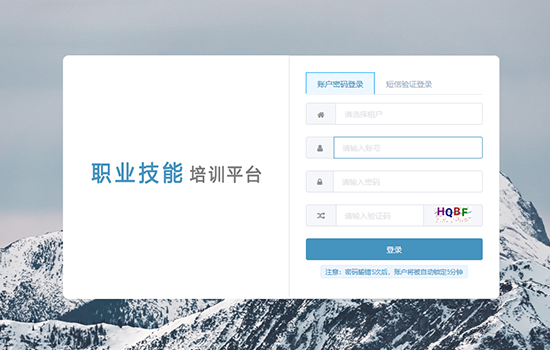 职业技能 培训平台
账户密码登录 短信验证登录
请选择租户
请输入账号
请输入密码
请输入验证码 HQBF
登录
注意：密码输错5次后，账户将被自动锁定5分钟